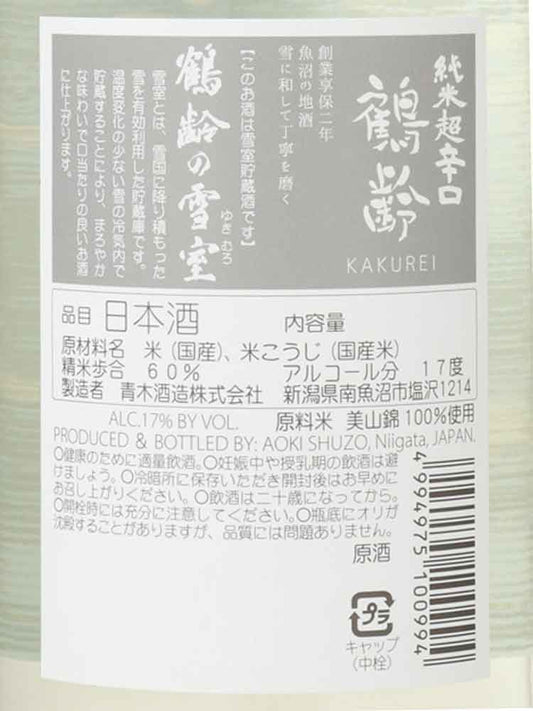 純米超辛口
鶴齢
KAKUREI
創業享保二年
魚沼の地酒
雪に和して丁寧を磨く
【このお酒は雪室貯蔵酒です】
鶴齢の雪室
ゆきむろ
雪室とは、雪国に降り積もった
雪を有効利用した貯蔵庫です。
温度変化の少ない雪の冷気内で
貯蔵することにより、まろやか
な味わいで口当たりの良いお酒
に仕上がります。
品目 日本酒 内容量
原材料名 米（国産）、米こうじ（国産米）
精米歩合 60% アルコール分 17度
製造者 青木酒造株式会社 新潟県南魚沼市塩沢1214
ALC.17% BY VOL. 原料米 美山錦100%使用
PRODUCED & BOTTLED BY: AOKI SHUZO, Niigata, JAPAN.
○健康のために適量飲酒。○妊娠中や授乳期の飲酒は避
けましょう。○冷暗所に保存いただき開封後はお早めに
お召し上がりください。○飲酒は二十歳になってから。
○開栓時には充分に注意してください。○瓶底にオリが
沈殿することがありますが、品質には問題ありません。
原酒
プラ
キャップ
（中栓）
4994975100994